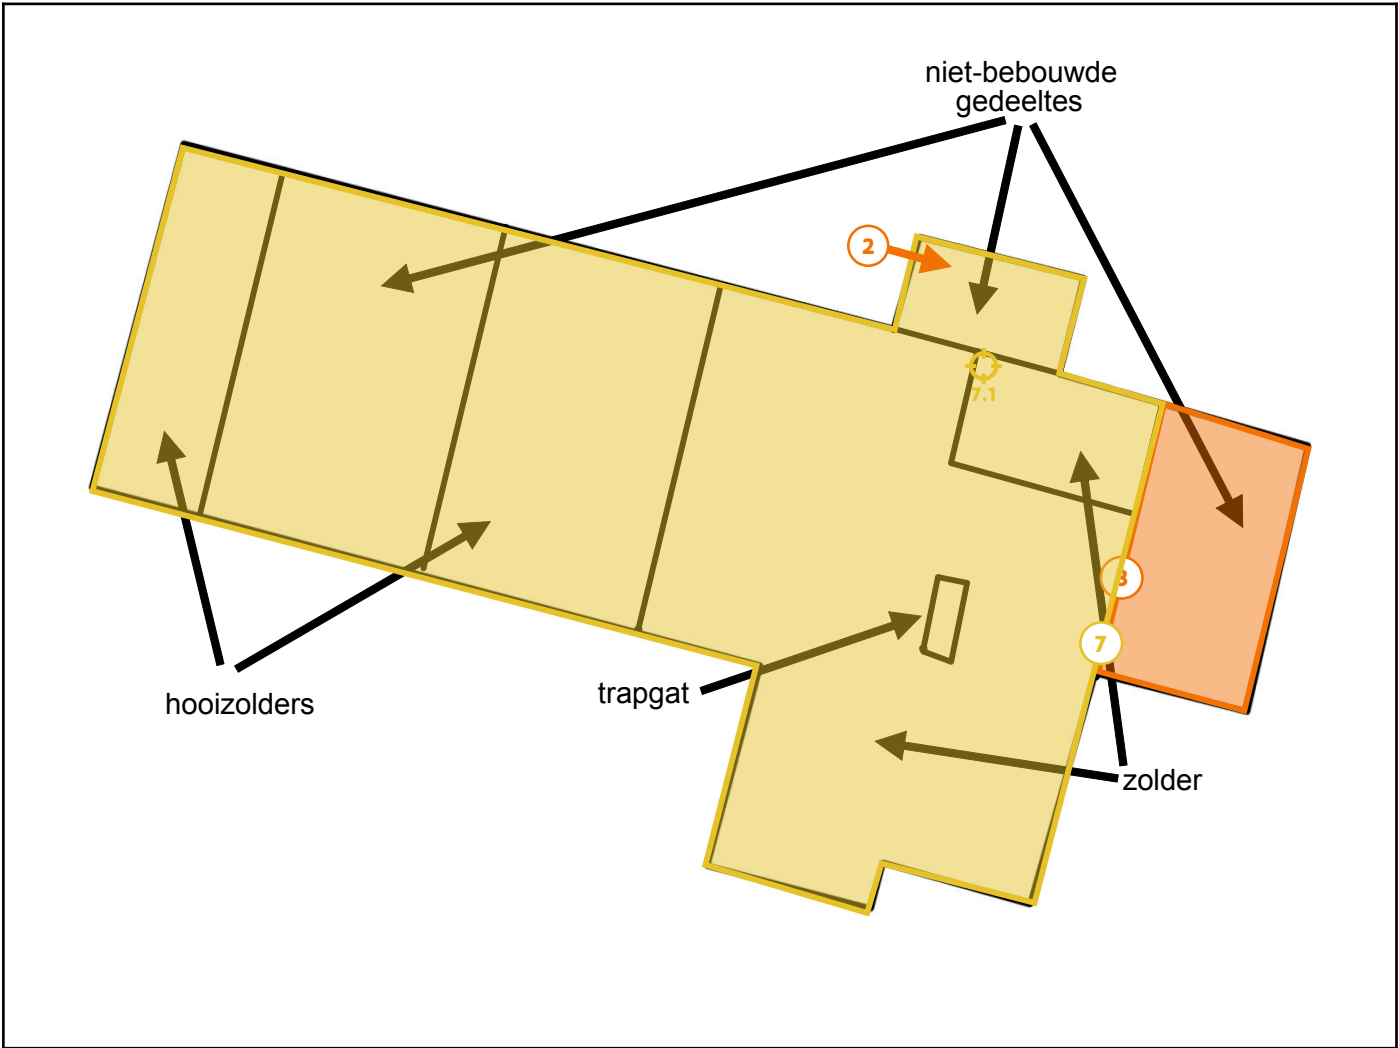 niet-bebouwde
gedeeltes
2
7.1
3
7
hooizolders
trapgat
zolder